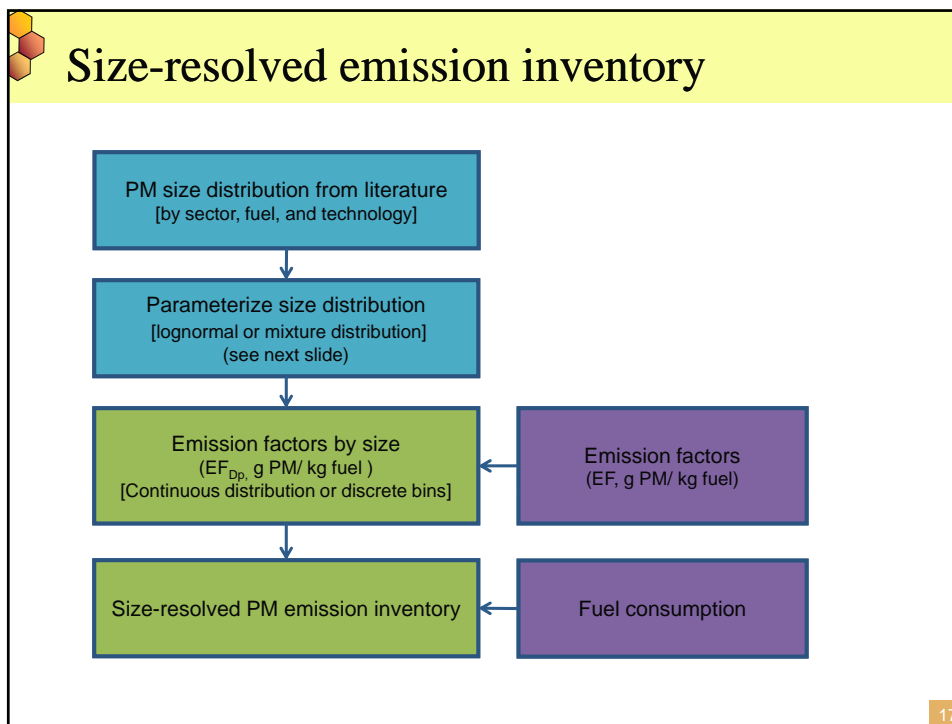 Size-resolved emission inventory
PM size distribution from literature
[by sector, fuel, and technology]
Parameterize size distribution
[lognormal or mixture distribution]
(see next slide)
Emission factors by size
(EFDp, g PM/ kg fuel )
[Continuous distribution or discrete bins]
Emission factors
(EF, g PM/ kg fuel)
Size-resolved PM emission inventory
Fuel consumption